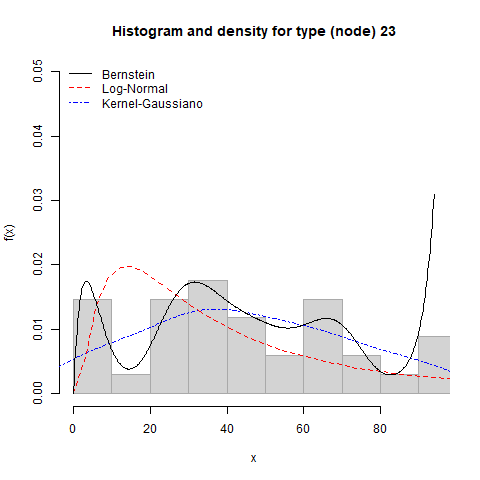 Histogram and density for type (node) 23
Bernstein
Log-Normal
Kernel-Gaussiano
0.05
0.04
0.03
0.02
0.01
0.00
f(x)
0 20 40 60 80
x